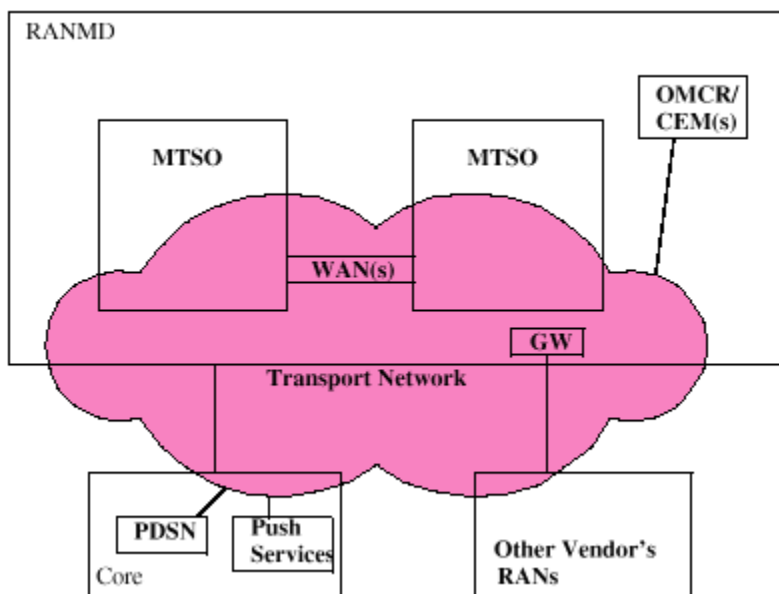 RANMD
OMCR/
CEM(s)
MTSO
MTSO
WAN(s)
GW
Transport Network
PDSN
Push
Services
Core
Other Vendor's
RANs